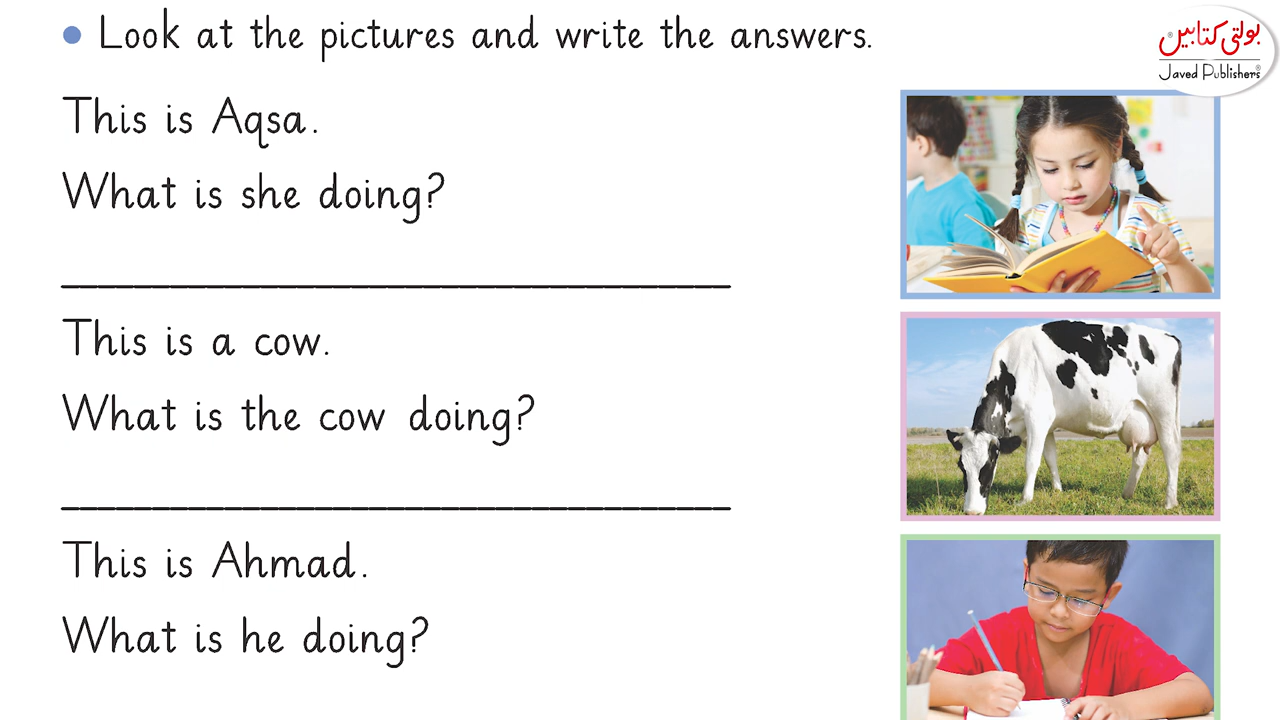 Look at the pictures and write the answers.
بولتی کتابیں
Javed Publishers
This is Aqsa.
What is she doing?
This is a cow.
What is the cow doing?
This is Ahmad.
What is he doing?